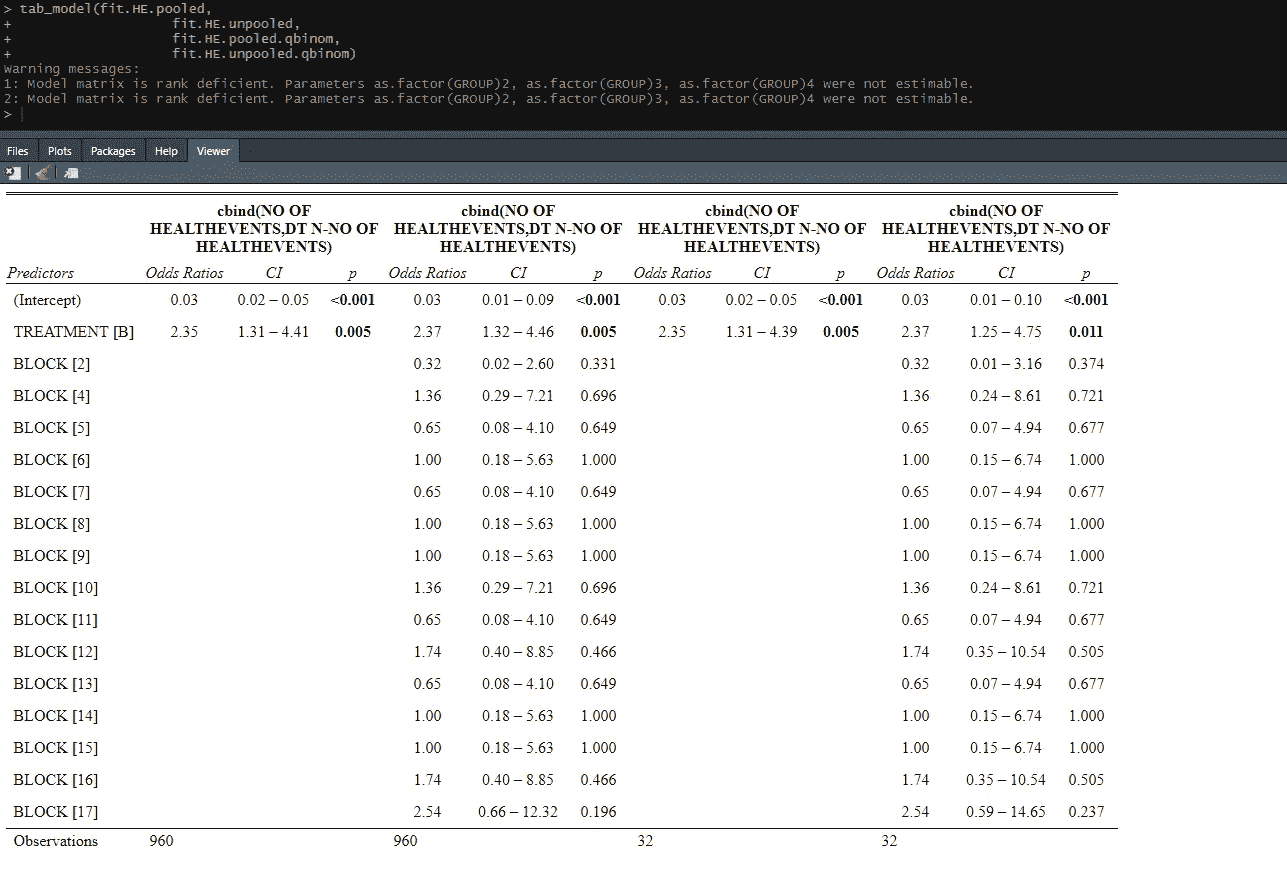 > tab_model(fit.HE.pooled,
+ fit.HE.unpooled,
+ fit.HE.pooled.qbinom,
+ fit.HE.unpooled.qbinom)
Warning messages:
1: Model matrix is rank deficient. Parameters as.factor(GROUP)2, as.factor(GROUP)3, as.factor(GROUP)4 were not estimable.
2: Model matrix is rank deficient. Parameters as.factor(GROUP)2, as.factor(GROUP)3, as.factor(GROUP)4 were not estimable.
>
Files Plots Packages Help Viewer
cbind(NO OF cbind(NO OF cbind(NO OF cbind(NO OF
HEALTHEVENTS,DT N-NO OF HEALTHEVENTS,DT N-NO OF HEALTHEVENTS,DT N-NO OF HEALTHEVENTS,DT N-NO OF
HEALTHEVENTS) HEALTHEVENTS) HEALTHEVENTS) HEALTHEVENTS)
Predictors Odds Ratios CI p Odds Ratios CI p Odds Ratios CI p Odds Ratios CI p
(Intercept) 0.03 0.02 – 0.05 <0.001 0.03 0.01 – 0.09 <0.001 0.03 0.02 – 0.05 <0.001 0.03 0.01 – 0.10 <0.001
TREATMENT [B] 2.35 1.31 – 4.41 0.005 2.37 1.32 – 4.46 0.005 2.35 1.31 – 4.39 0.005 2.37 1.25 – 4.75 0.011
BLOCK [2] 0.32 0.02 – 2.60 0.331 0.32 0.01 – 3.16 0.374
BLOCK [4] 1.36 0.29 – 7.21 0.696 1.36 0.24 – 8.61 0.721
BLOCK [5] 0.65 0.08 – 4.10 0.649 0.65 0.07 – 4.94 0.677
BLOCK [6] 1.00 0.18 – 5.63 1.000 1.00 0.15 – 6.74 1.000
BLOCK [7] 0.65 0.08 – 4.10 0.649 0.65 0.07 – 4.94 0.677
BLOCK [8] 1.00 0.18 – 5.63 1.000 1.00 0.15 – 6.74 1.000
BLOCK [9] 1.00 0.18 – 5.63 1.000 1.00 0.15 – 6.74 1.000
BLOCK [10] 1.36 0.29 – 7.21 0.696 1.36 0.24 – 8.61 0.721
BLOCK [11] 0.65 0.08 – 4.10 0.649 0.65 0.07 – 4.94 0.677
BLOCK [12] 1.74 0.40 – 8.85 0.466 1.74 0.35 – 10.54 0.505
BLOCK [13] 0.65 0.08 – 4.10 0.649 0.65 0.07 – 4.94 0.677
BLOCK [14] 1.00 0.18 – 5.63 1.000 1.00 0.15 – 6.74 1.000
BLOCK [15] 1.00 0.18 – 5.63 1.000 1.00 0.15 – 6.74 1.000
BLOCK [16] 1.74 0.40 – 8.85 0.466 1.74 0.35 – 10.54 0.505
BLOCK [17] 2.54 0.66 – 12.32 0.196 2.54 0.59 – 14.65 0.237
Observations 960 960 32 32